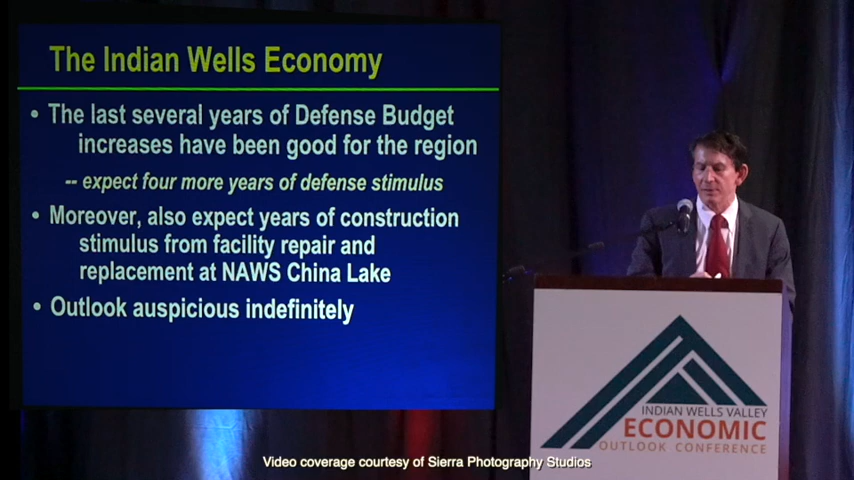 The Indian Wells Economy
• The last several years of Defense Budget
increases have been good for the region
-- expect four more years of defense stimulus
• Moreover, also expect years of construction
stimulus from facility repair and
replacement at NAWS China Lake
• Outlook auspicious indefinitely
INDIAN WELLS VALLEY
ECONOMIC
OUTLOOK CONFERENCE
Video coverage courtesy of Sierra Photography Studios